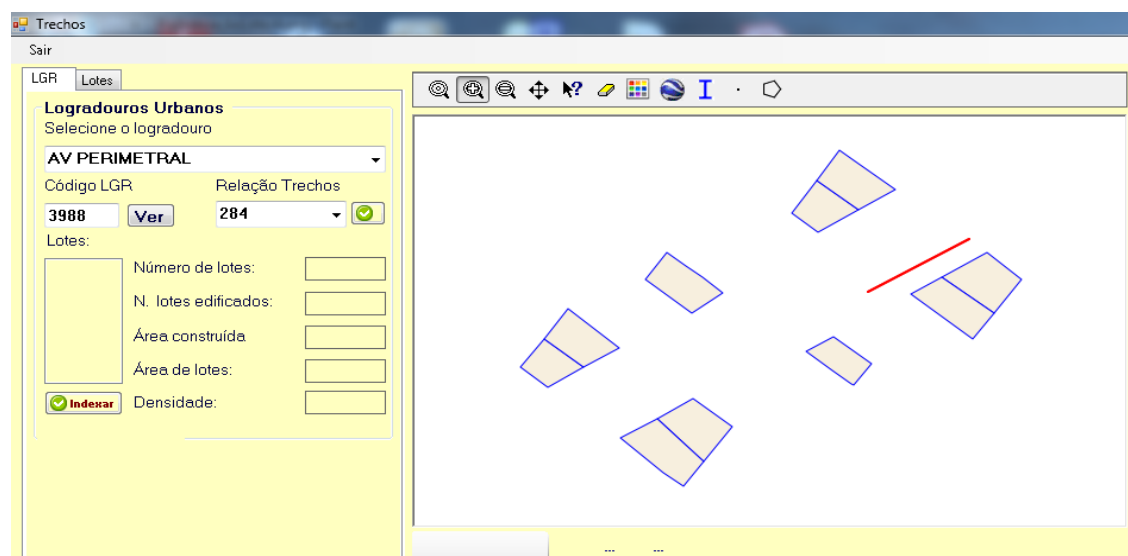 Trechos
Sair
LGR Lotes
Logradouros Urbanos
Selecione o logradouro
AV PERIMETRAL
Código LGR Relação Trechos
3988 Ver 284
Lotes:
Número de lotes:
N. lotes edificados:
Área construída
Área de lotes:
Indexar Densidade:
... ...